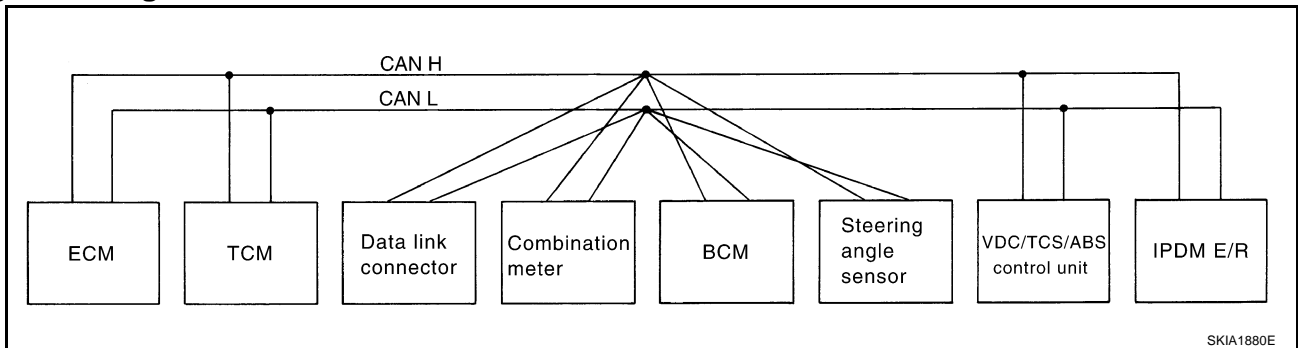 CAN H
CAN L
ECM
TCM
Data link
connector
Combination
meter
BCM
Steering
angle
sensor
VDC/TCS/ABS
control unit
IPDM E/R
SKIA1880E